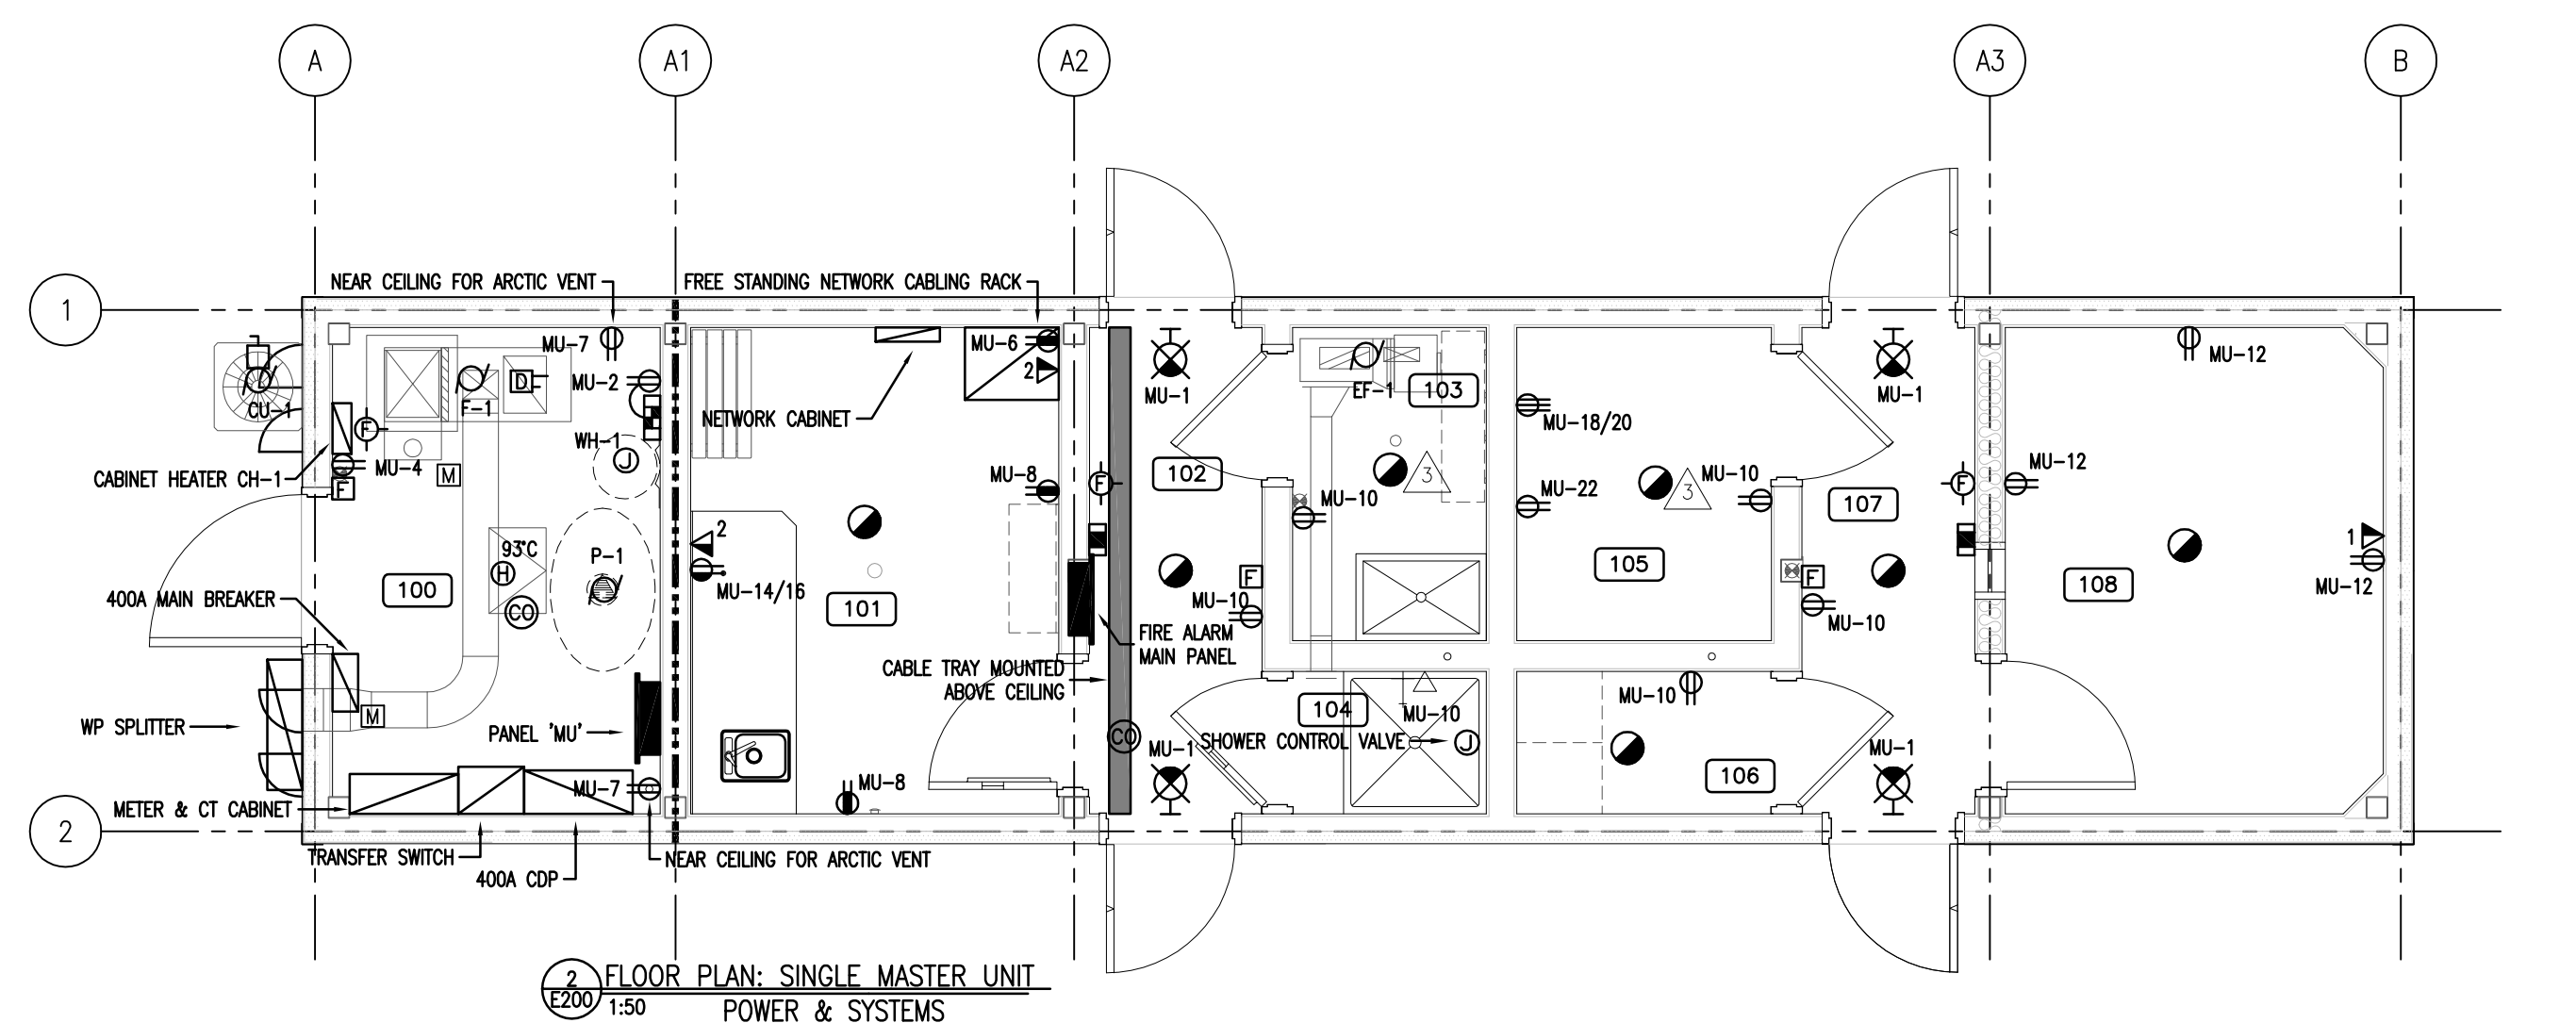 A
A1
A2
A3
B
1
NEAR CEILING FOR ARCTIC VENT
FREE STANDING NETWORK CABLING RACK
MU-7
MU-6
2
MU-2
D
F-1
CU-1
F
WH-1
J
MU-4
M
F
CABINET HEATER CH-1
NETWORK CABINET
MU-8
MU-1
EF-1
103
MU-1
MU-12
MU-18/20
102
F
3
MU-10
MU-22
3
MU-10
107
F
MU-12
93°C
H
P-1
CO
100
2
MU-14/16
101
F
MU-10
105
F
MU-10
108
1
MU-12
400A MAIN BREAKER
FIRE ALARM
MAIN PANEL
CABLE TRAY MOUNTED
ABOVE CEILING
WP SPLITTER
M
PANEL 'MU'
CO
MU-1
104
MU-10
SHOWER CONTROL VALVE
J
MU-10
106
MU-1
MU-7
MU-8
METER & CT CABINET
2
TRANSFER SWITCH
400A CDP
NEAR CEILING FOR ARCTIC VENT
2
E200
FLOOR PLAN: SINGLE MASTER UNIT
1:50
POWER & SYSTEMS